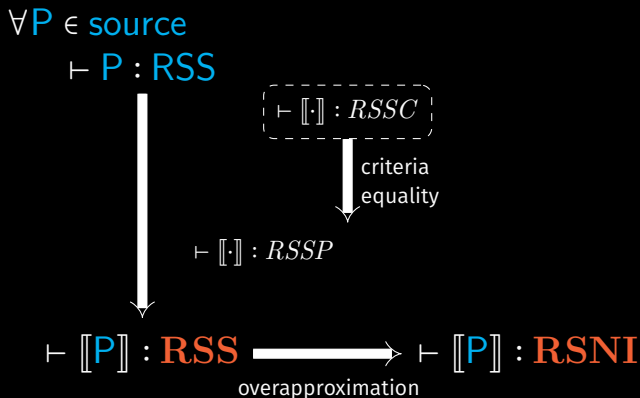 ∀P ∈ source
⊢ P : RSS
⊢ ⟦·⟧ : RSSC
criteria
equality
⊢ ⟦·⟧ : RSSP
⊢ ⟦P⟧ : RSS
⊢ ⟦P⟧ : RSNI
overapproximation